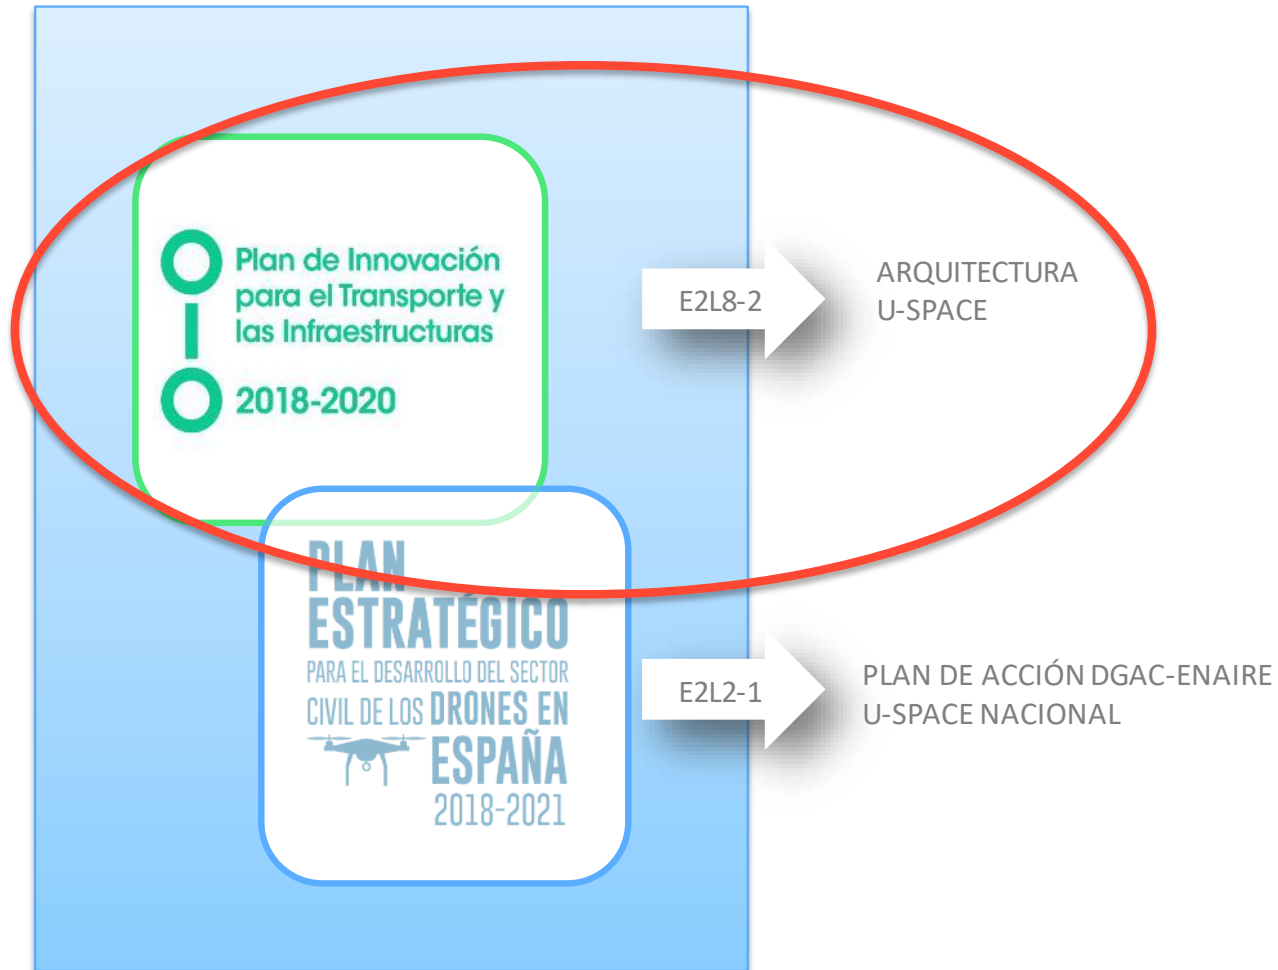 Plan de Innovación
para el Transporte y
las Infraestructuras
2018-2020
E2L8-2
ARQUITECTURA
U-SPACE
PLAN
ESTRATÉGICO
PARA EL DESARROLLO DEL SECTOR
CIVIL DE LOS DRONES EN
ESPAÑA
2018-2021
E2L2-1
PLAN DE ACCIÓN DGAC-ENAIRE
U-SPACE NACIONAL